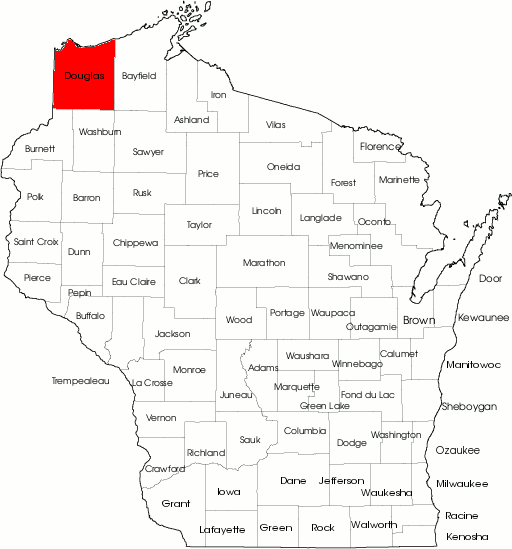 Douglas
Bayfield
Iron
Ashland
Vilas
Washburn
Burnett
Sawyer
Florence
Price
Oneida
Forest
Marinette
Polk
Barron
Rusk
Lincoln
Langlade
Oconto
Taylor
Saint Croix
Dunn
Chippewa
Menominee
Marathon
Shawano
Pierce
Eau Claire
Clark
Door
Pepin
Buffalo
Wood
Portage
Waupaca
Outagamie
Brown
Kewaunee
Jackson
Waushara
Winnebago
Calumet
Manitowoc
Trempealeau
La Crosse
Monroe
Adams
Juneau
Marquette
Green Lake
Fond du Lac
Sheboygan
Vernon
Richland
Sauk
Columbia
Dodge
Washington
Ozaukee
Crawford
Grant
Iowa
Dane
Jefferson
Waukesha
Milwaukee
Lafayette
Green
Rock
Walworth
Racine
Kenosha